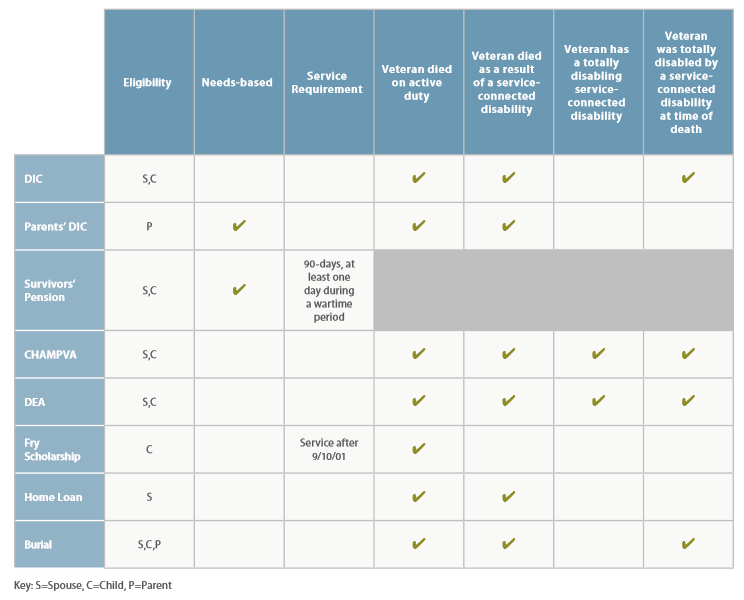 Eligibility
Needs-based
Service
Requirement
Veteran died
on active
duty
Veteran died
as a result
of a service-
connected
disability
Veteran has
a totally
disabling
service-
connected
disability
Veteran
was totally
disabled by
a service-
connected
disability
at time of
death
DIC
S,C
✔
✔
✔
Parents' DIC
P
✔
✔
✔
Survivors'
Pension
S,C
✔
90-days, at
least one
day during
a wartime
period
CHAMPVA
S,C
✔
✔
✔
✔
DEA
S,C
✔
✔
✔
✔
Fry
Scholarship
C
Service after
9/10/01
✔
Home Loan
S
✔
✔
Burial
S,C,P
✔
✔
✔
Key: S=Spouse, C=Child, P=Parent